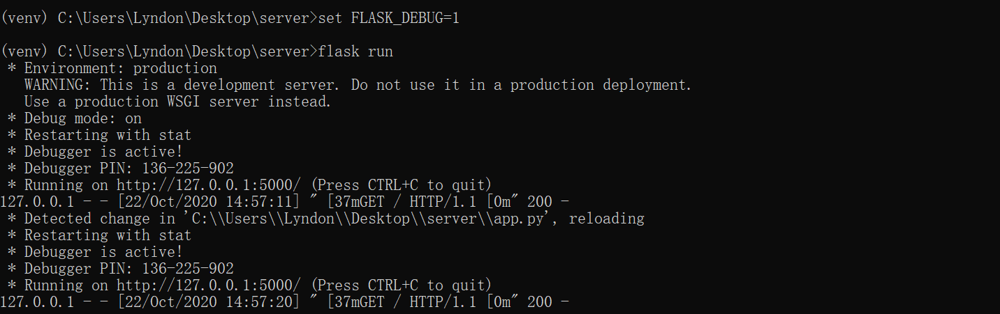 (venv) C:\Users\Lyndon\Desktop\server>set FLASK_DEBUG=1
(venv) C:\Users\Lyndon\Desktop\server>flask run
 * Environment: production
   WARNING: This is a development server. Do not use it in a production deployment.
   Use a production WSGI server instead.
 * Debug mode: on
 * Restarting with stat
 * Debugger is active!
 * Debugger PIN: 136-225-902
 * Running on http://127.0.0.1:5000/ (Press CTRL+C to quit)
127.0.0.1 - - [22/Oct/2020 14:57:11] " [37mGET / HTTP/1.1 [0m" 200 -
 * Detected change in 'C:\\Users\\Lyndon\\Desktop\\server\\app.py', reloading
 * Restarting with stat
 * Debugger is active!
 * Debugger PIN: 136-225-902
 * Running on http://127.0.0.1:5000/ (Press CTRL+C to quit)
127.0.0.1 - - [22/Oct/2020 14:57:20] " [37mGET / HTTP/1.1 [0m" 200 -